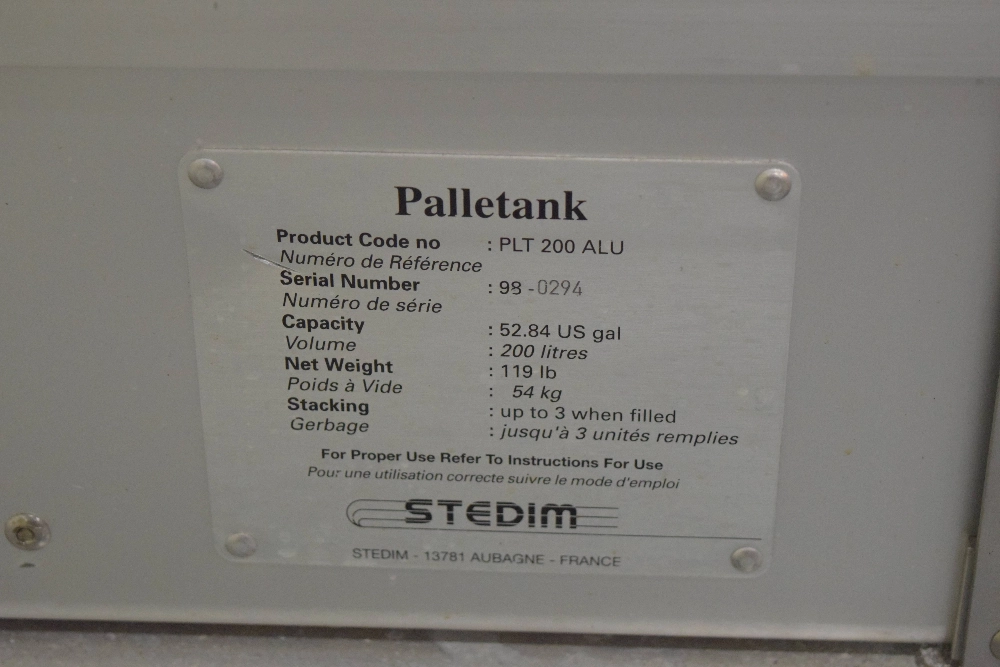 Palletank
Product Code no : PLT 200 ALU
Numéro de Référence
Serial Number : 98 -0294
Numéro de série
Capacity : 52.84 US gal
Volume : 200 litres
Net Weight : 119 lb
Poids à Vide : 54 kg
Stacking : up to 3 when filled
Gerbage : jusqu'à 3 unités remplies
For Proper Use Refer To Instructions For Use
Pour une utilisation correcte suivre le mode d'emploi
STEDIM
STEDIM - 13781 AUBAGNE - FRANCE